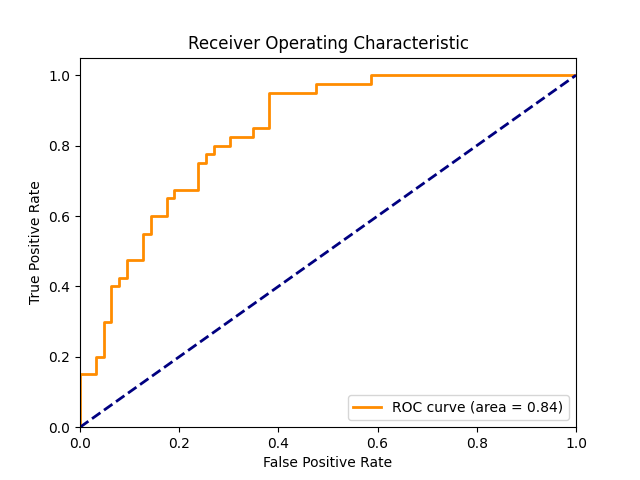 Receiver Operating Characteristic
1.0
0.8
0.6
0.4
0.2
0.0
True Positive Rate
ROC curve (area = 0.84)
0.0 0.2 0.4 0.6 0.8 1.0
False Positive Rate